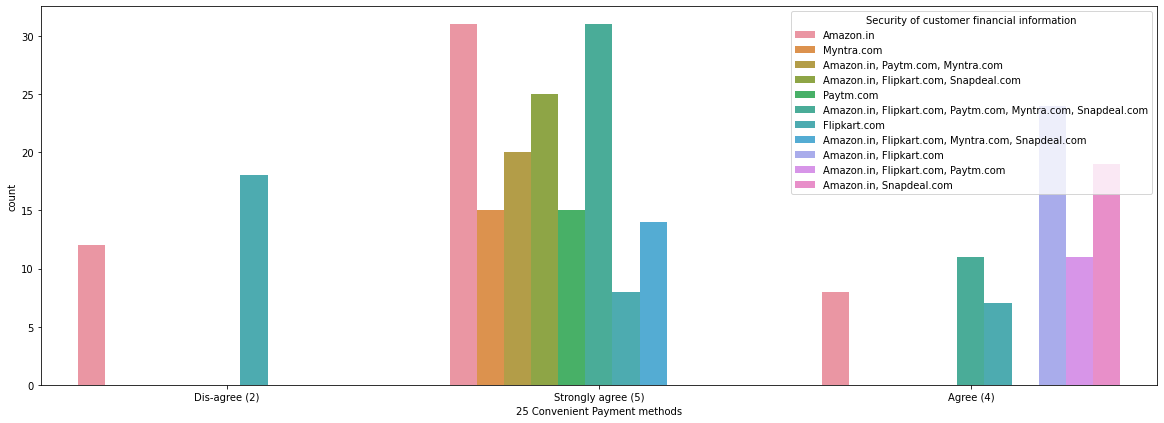 Security of customer financial information
Amazon.in
Myntra.com
Amazon.in, Paytm.com, Myntra.com
Amazon.in, Flipkart.com, Snapdeal.com
Paytm.com
Amazon.in, Flipkart.com, Paytm.com, Myntra.com, Snapdeal.com
Flipkart.com
Amazon.in, Flipkart.com, Myntra.com, Snapdeal.com
Amazon.in, Flipkart.com
Amazon.in, Flipkart.com, Paytm.com
Amazon.in, Snapdeal.com
30
25
20
15
10
5
0
count
Dis-agree (2)
Strongly agree (5)
Agree (4)
25 Convenient Payment methods